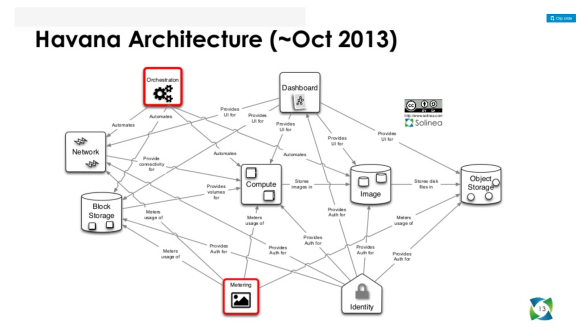 Clip slide
Havana Architecture (~Oct 2013)
Orchestration
Dashboard
http://www.solinea.com
Solinea
Provides
UI for
Provides
UI for
Provides
UI for
Provides
UI for
Provides
UI for
Automates
Automates
Automates
Automates
Network
Provide
connectivity
for
Block
Storage
Provides
volumes
for
Compute
Stores
images in
Image
Stores disk
files in
Object
Storage
Meters
usage of
Meters
usage of
Meters
usage of
Meters
usage of
Provides
Auth for
Provides
Auth for
Provides
Auth for
Provides
Auth for
Provides
Auth for
Provides
Auth for
Metering
Identity
13